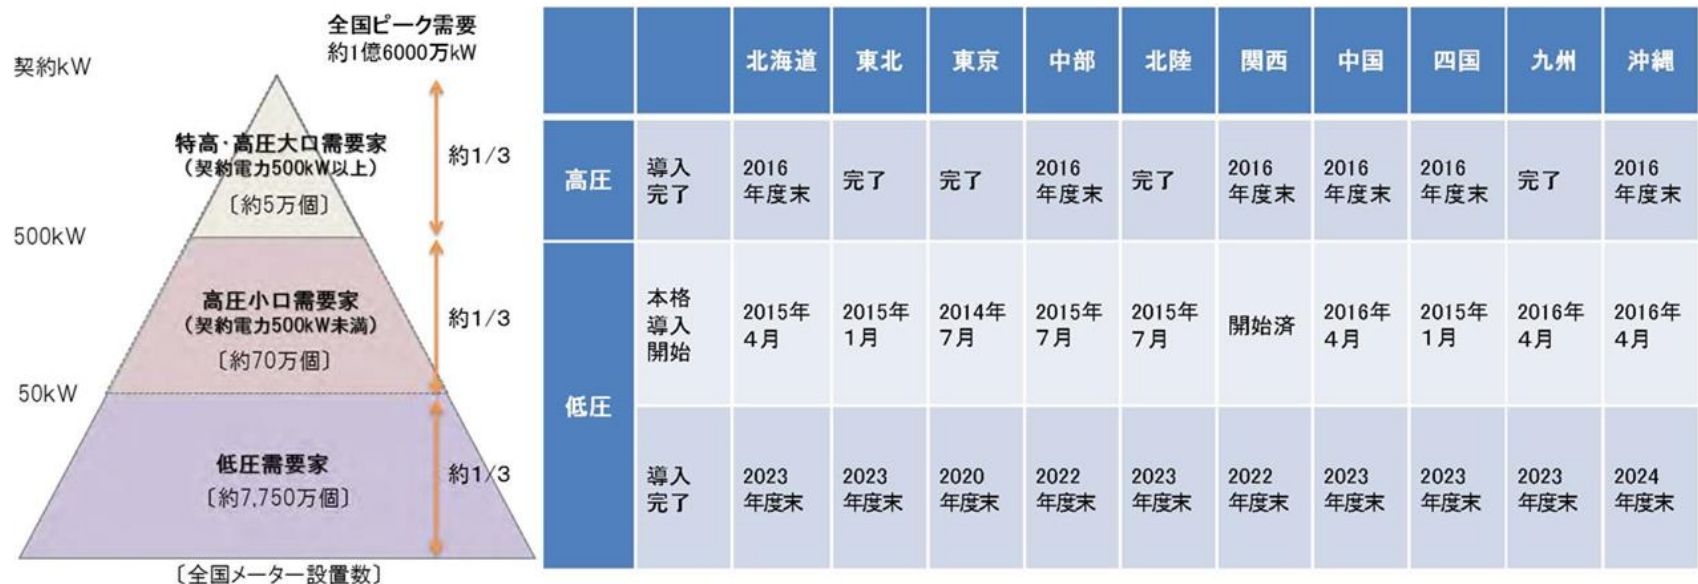 全国ピーク需要
約1億6000万kW
契約kW
特高・高圧大口需要家
（契約電力500kW以上）
〔約5万個〕
約1/3
500kW
高圧小口需要家
（契約電力500kW未満）
〔約70万個〕
約1/3
50kW
低圧需要家
〔約7,750万個〕
約1/3
〔全国メーター設置数〕
北海道 東北 東京 中部 北陸 関西 中国 四国 九州 沖縄
高圧
導入
完了
2016
年度末
完了
完了
2016
年度末
完了
2016
年度末
2016
年度末
2016
年度末
完了
2016
年度末
低圧
本格
導入
開始
2015年
4月
2015年
1月
2014年
7月
2015年
7月
2015年
7月
開始済
2016年
4月
2015年
1月
2016年
4月
2016年
4月
導入
完了
2023
年度末
2023
年度末
2020
年度末
2022
年度末
2023
年度末
2022
年度末
2023
年度末
2023
年度末
2023
年度末
2024
年度末